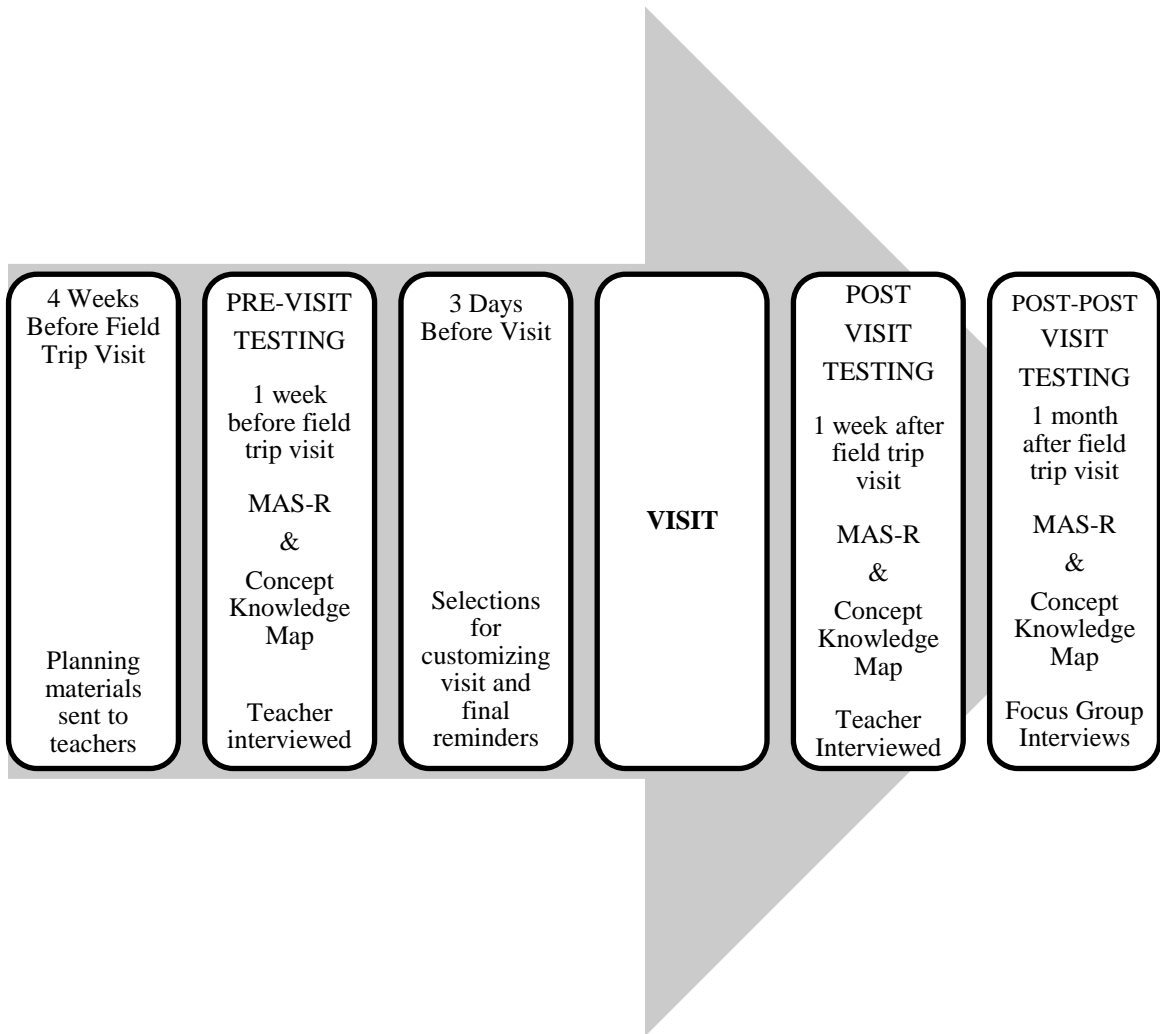 4 Weeks
Before Field
Trip Visit
Planning
materials
sent to
teachers
PRE-VISIT
TESTING
1 week
before field
trip visit
MAS-R
&
Concept
Knowledge
Map
Teacher
interviewed
3 Days
Before Visit
Selections
for
customizing
visit and
final
reminders
VISIT
POST
VISIT
TESTING
1 week after
field trip
visit
MAS-R
&
Concept
Knowledge
Map
Teacher
Interviewed
POST-POST
VISIT
TESTING
1 month
after field
trip visit
MAS-R
&
Concept
Knowledge
Map
Focus Group
Interviews